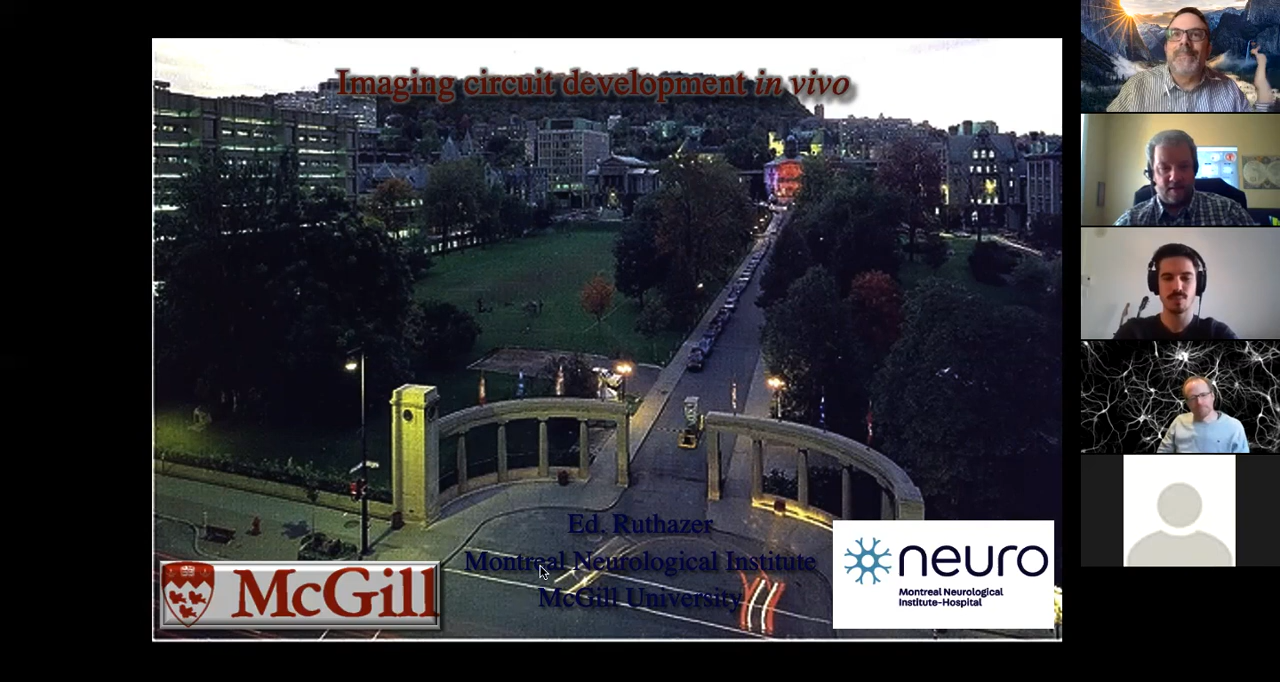 Imaging circuit development in vivo
Ed. Ruthazer
Montreal Neurological Institute
McGill University
McGill
neuro
Montreal Neurological
Institute-Hospital